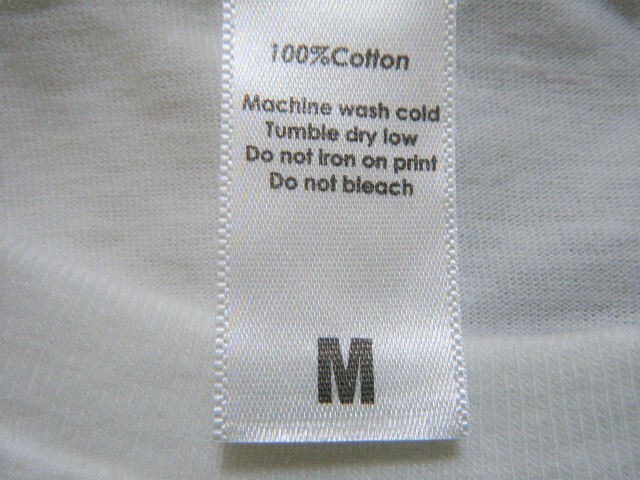 100%Cotton
Machine wash cold
Tumble dry low
Do not iron on print
Do not bleach
M